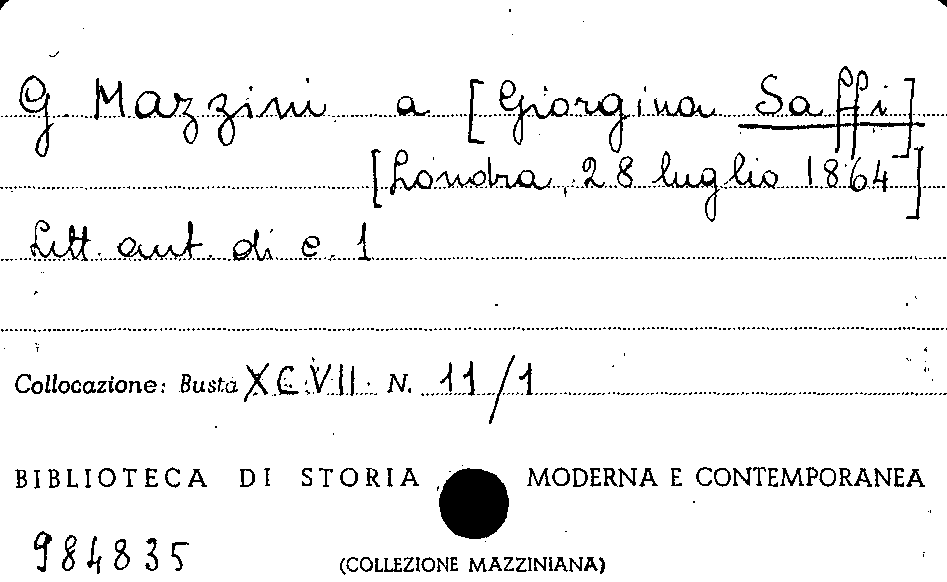 G. Mazzini a [Giorgina Saffi]
[Londra, 28 luglio 1864]
Lett. aut. di c. 1
Collocazione: Busta XCVII N. 11/1
BIBLIOTECA DI STORIA MODERNA E CONTEMPORANEA
984835
(COLLEZIONE MAZZINIANA)